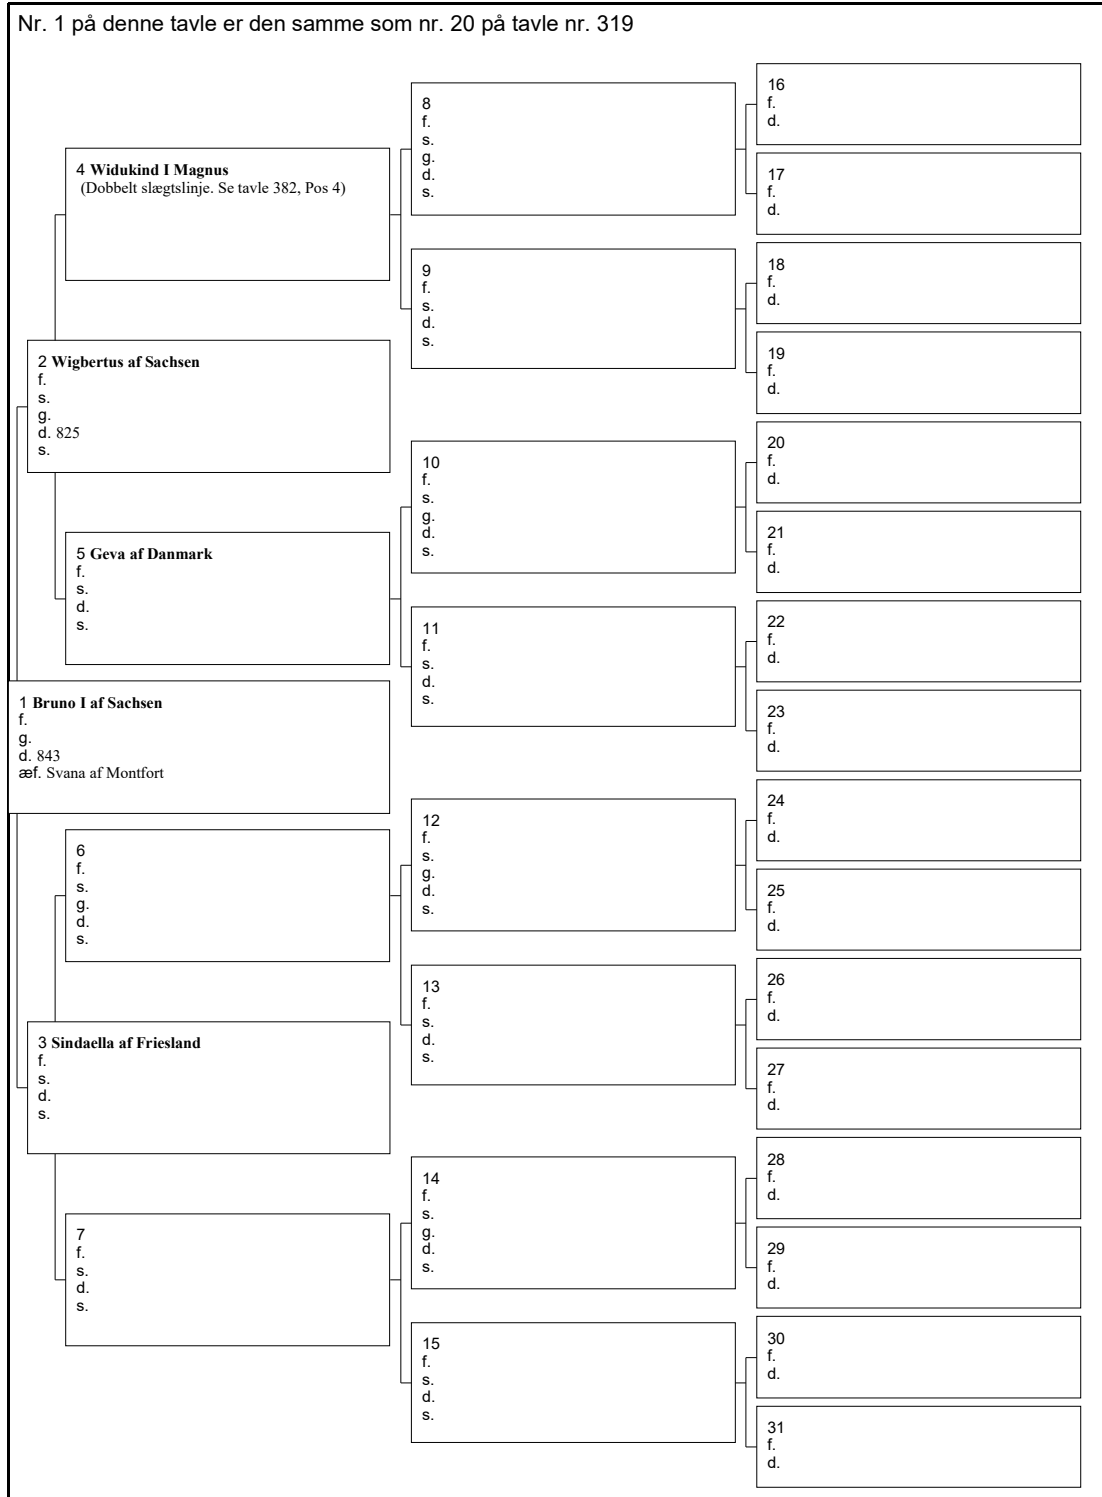 Nr. 1 på denne tavle er den samme som nr. 20 på tavle nr. 319
1 Bruno I af Sachsen
f.
g.
d. 843
æf. Svana af Montfort
2 Wigbertus af Sachsen
f.
s.
g.
d. 825
s.
3 Sindaella af Friesland
f.
s.
d.
s.
4 Widukind I Magnus
(Dobbelt slægtslinje. Se tavle 382, Pos 4)
5 Geva af Danmark
f.
s.
d.
s.
6
f.
s.
g.
d.
s.
7
f.
s.
d.
s.
8
f.
s.
g.
d.
s.
9
f.
s.
d.
s.
10
f.
s.
g.
d.
s.
11
f.
s.
d.
s.
12
f.
s.
g.
d.
s.
13
f.
s.
d.
s.
14
f.
s.
g.
d.
s.
15
f.
s.
d.
s.
16
f.
d.
17
f.
d.
18
f.
d.
19
f.
d.
20
f.
d.
21
f.
d.
22
f.
d.
23
f.
d.
24
f.
d.
25
f.
d.
26
f.
d.
27
f.
d.
28
f.
d.
29
f.
d.
30
f.
d.
31
f.
d.